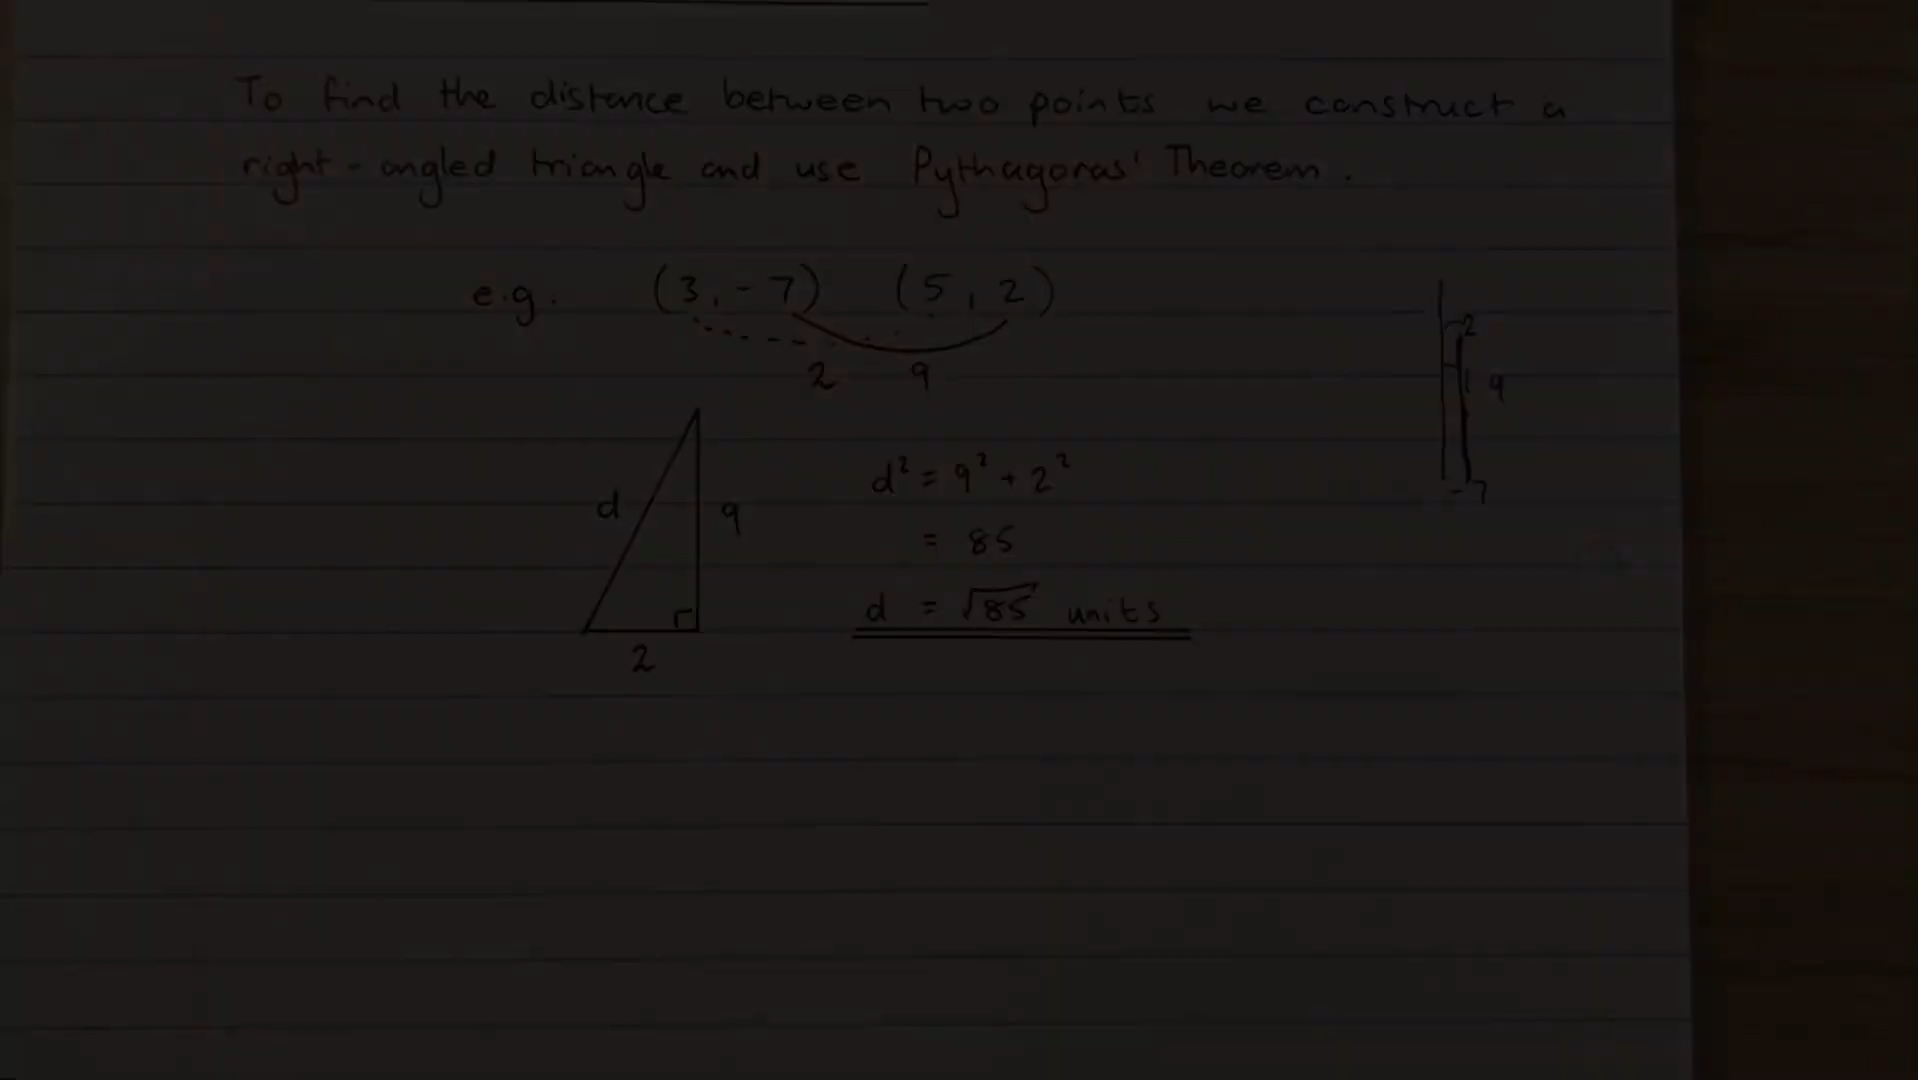 To find the distance between two points we construct a
right-angled triangle and use Pythagoras' Theorem.
e.g. (3, -7) (5, 2)
2 9
2
9
-7
d
9
2
d² = 9² + 2²
= 85
d = √85 units